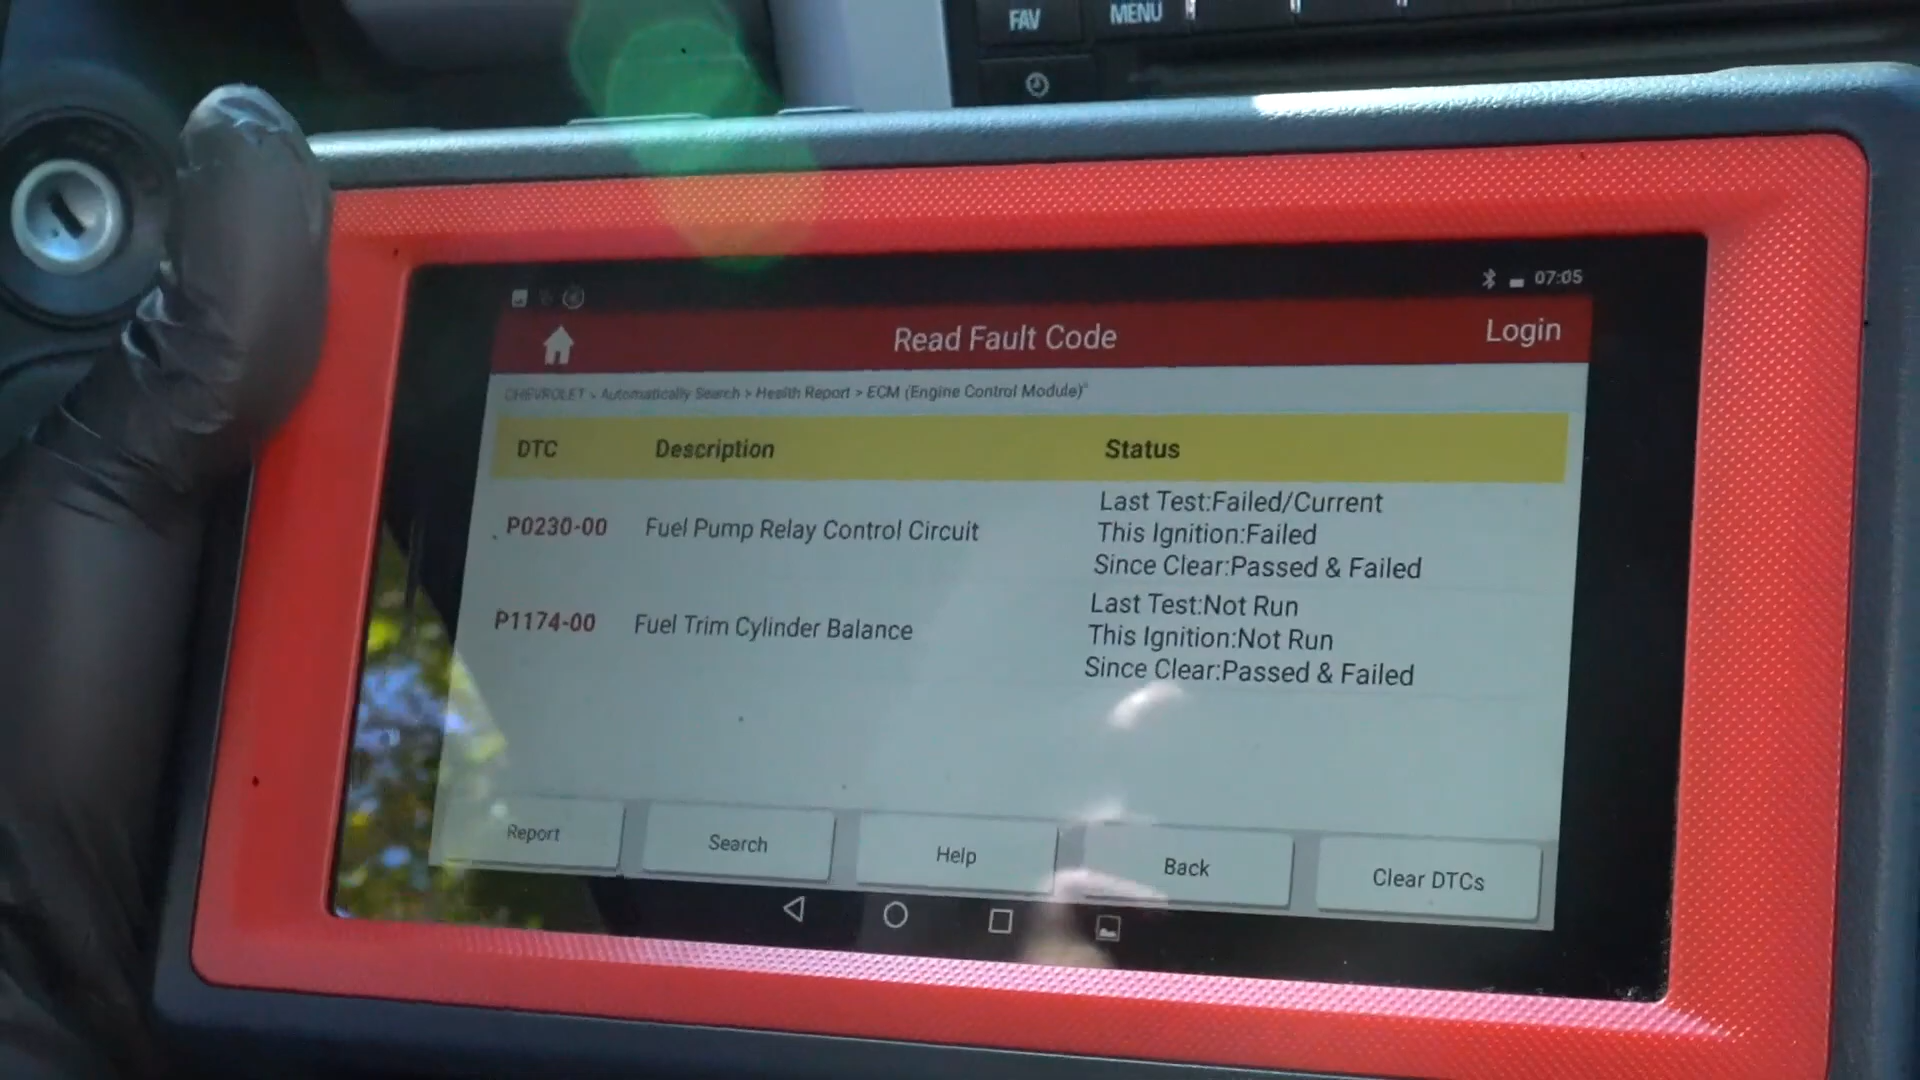 FAV
MENU
07:05
Read Fault Code
Login
CHEVROLET > Automatically Search > Health Report > ECM (Engine Control Module)
DTC Description Status
P0230-00 Fuel Pump Relay Control Circuit
Last Test:Failed/Current
This Ignition:Failed
Since Clear:Passed & Failed
P1174-00 Fuel Trim Cylinder Balance
Last Test:Not Run
This Ignition:Not Run
Since Clear:Passed & Failed
Report
Search
Help
Back
Clear DTCs